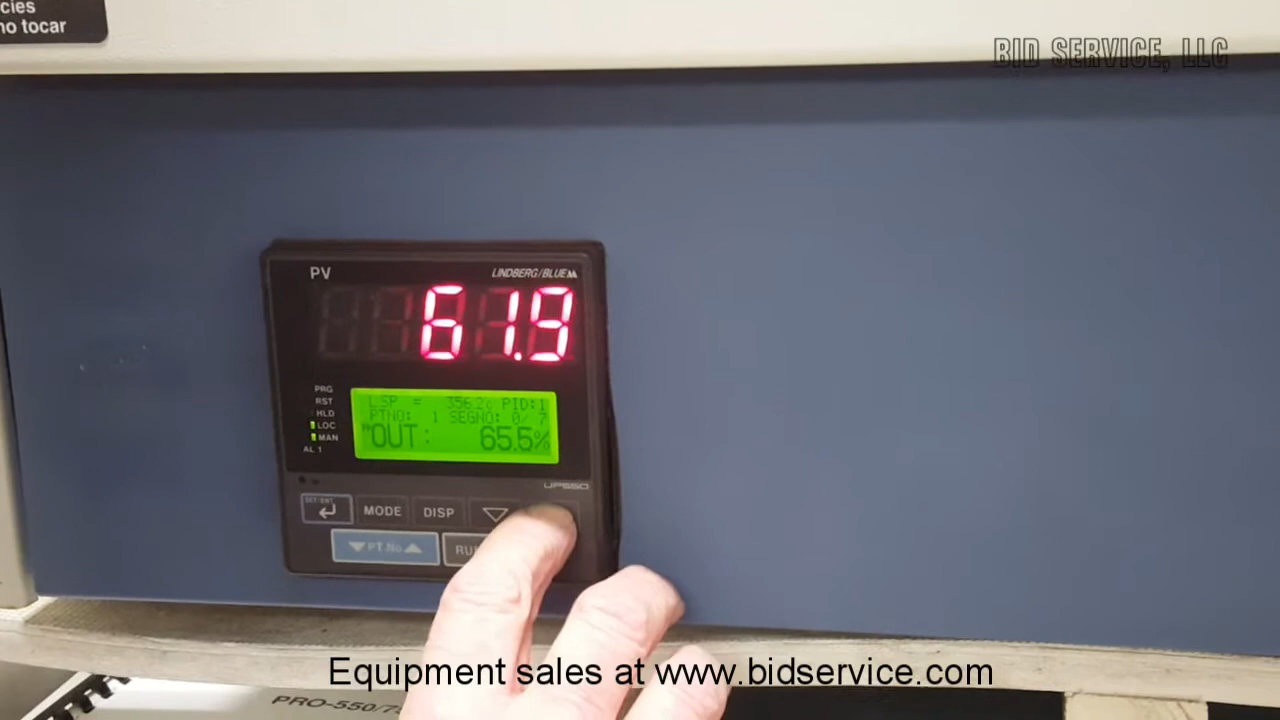 cies
no tocar
BID SERVICE, LLC
PV
LINDBERG/BLUE M
61.9
PRG
RST
HLD
LOC
MAN
AL 1
LSP = 356.2c PID:1
PTNO: 1 SEGNO: 0/ 7
OUT: 65.5%
UP550
SET/ENT
MODE
DISP
PT.No
RU
Equipment sales at www.bidservice.com
PRO-550/75